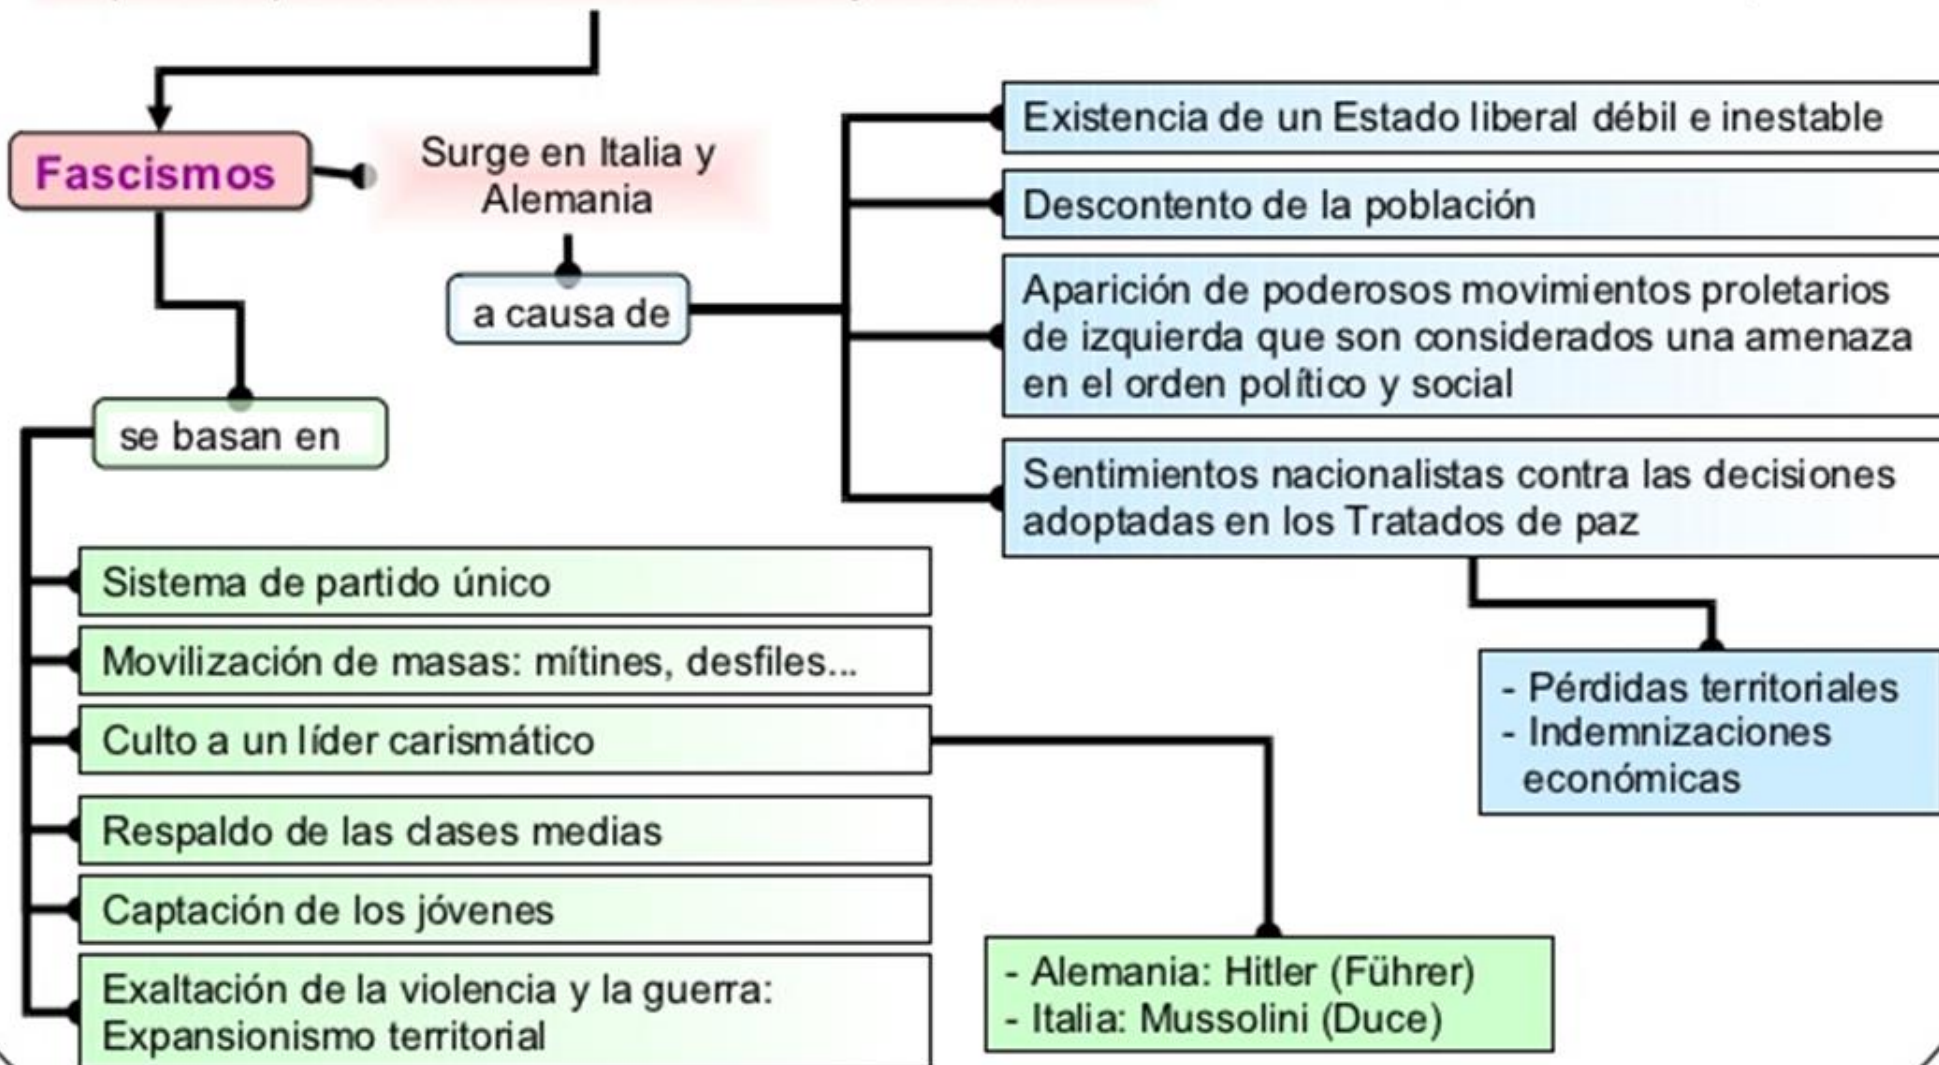 Fascismos
Surge en Italia y
Alemania
a causa de
Existencia de un Estado liberal débil e inestable
Descontento de la población
Aparición de poderosos movimientos proletarios
de izquierda que son considerados una amenaza
en el orden político y social
Sentimientos nacionalistas contra las decisiones
adoptadas en los Tratados de paz
- Pérdidas territoriales
- Indemnizaciones
económicas
se basan en
Sistema de partido único
Movilización de masas: mítines, desfiles...
Culto a un líder carismático
Respaldo de las clases medias
Captación de los jóvenes
Exaltación de la violencia y la guerra:
Expansionismo territorial
- Alemania: Hitler (Führer)
- Italia: Mussolini (Duce)